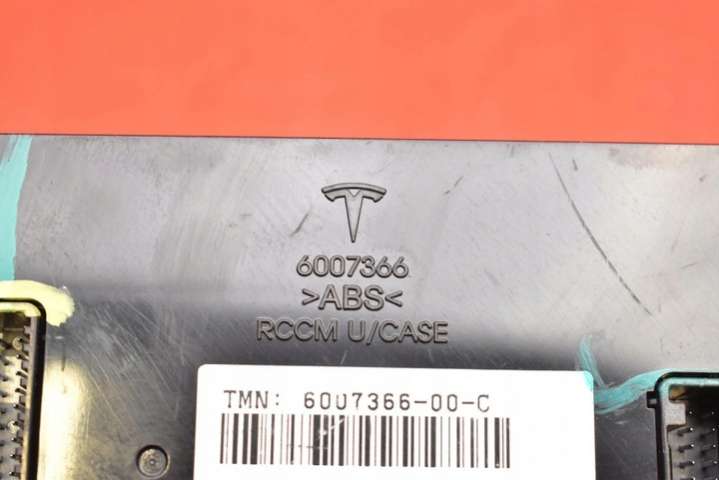 6007366
>ABS<
RCCM U/CASE
TMN: 6007366-00-C